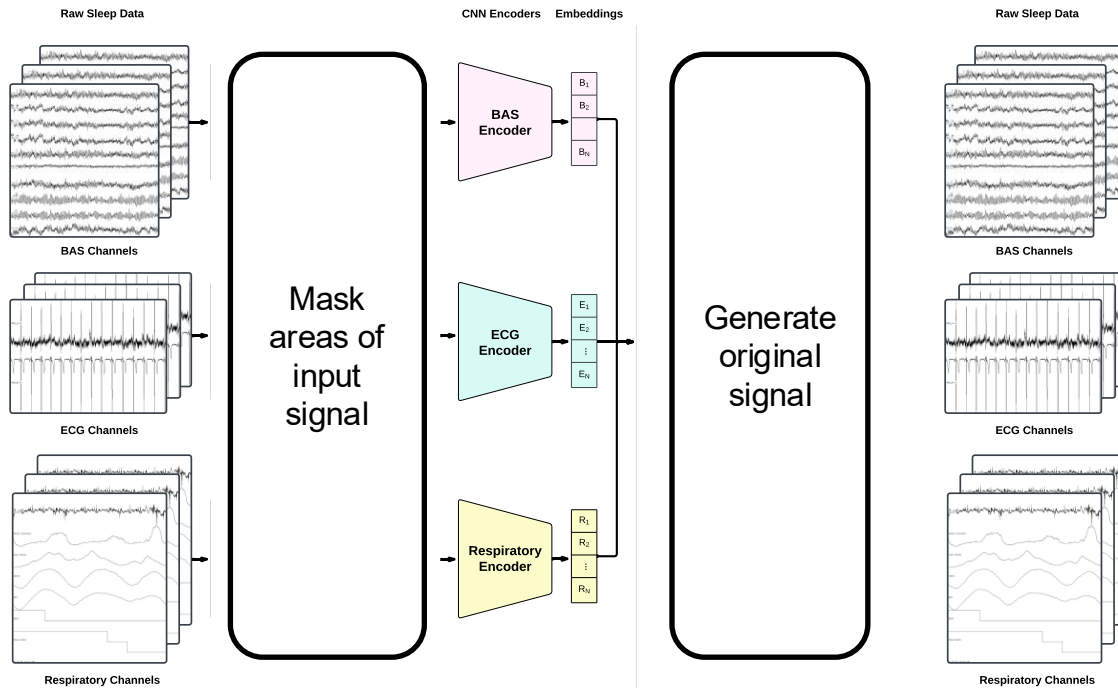 Raw Sleep Data
CNN Encoders
Embeddings
Raw Sleep Data
BAS
Encoder
B1
B2
BN
BAS Channels
BAS Channels
Mask
areas of
input
signal
ECG
Encoder
E1
E2
⋮
EN
Generate
original
signal
ECG Channels
ECG Channels
Respiratory
Encoder
R1
R2
⋮
RN
Respiratory Channels
Respiratory Channels